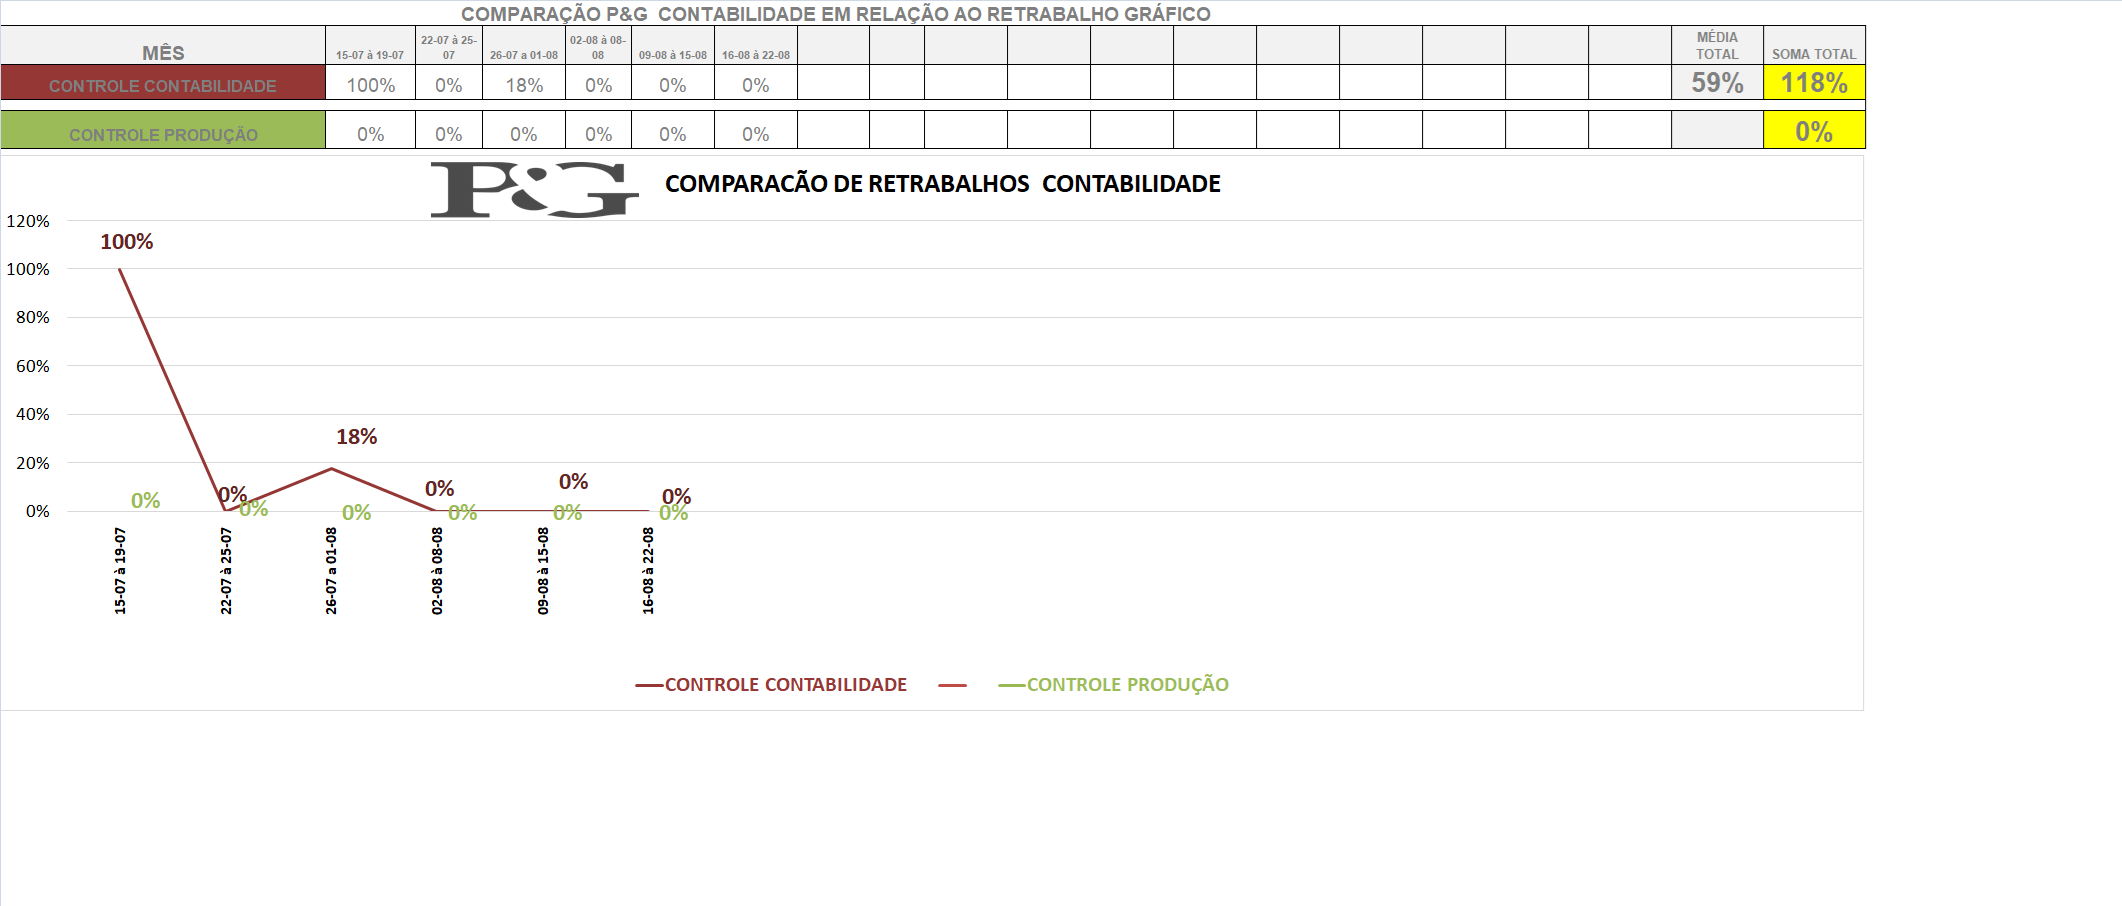 COMPARAÇÃO P&G CONTABILIDADE EM RELAÇÃO AO RETRABALHO GRÁFICO
MÊS 15-07 à 19-07 22-07 à 25-07 26-07 a 01-08 02-08 à 08-08 09-08 à 15-08 16-08 à 22-08 MÉDIA TOTAL SOMA TOTAL
CONTROLE CONTABILIDADE 100% 0% 18% 0% 0% 0% 59% 118%
CONTROLE PRODUÇÃO 0% 0% 0% 0% 0% 0% 0%
P&G COMPARACÃO DE RETRABALHOS CONTABILIDADE
120%
100%
100%
80%
60%
40%
18%
20%
0% 0% 0% 0%
0% 0% 0% 0% 0% 0%
0%
15-07 à 19-07
22-07 à 25-07
26-07 a 01-08
02-08 à 08-08
09-08 à 15-08
16-08 à 22-08
CONTROLE CONTABILIDADE CONTROLE PRODUÇÃO